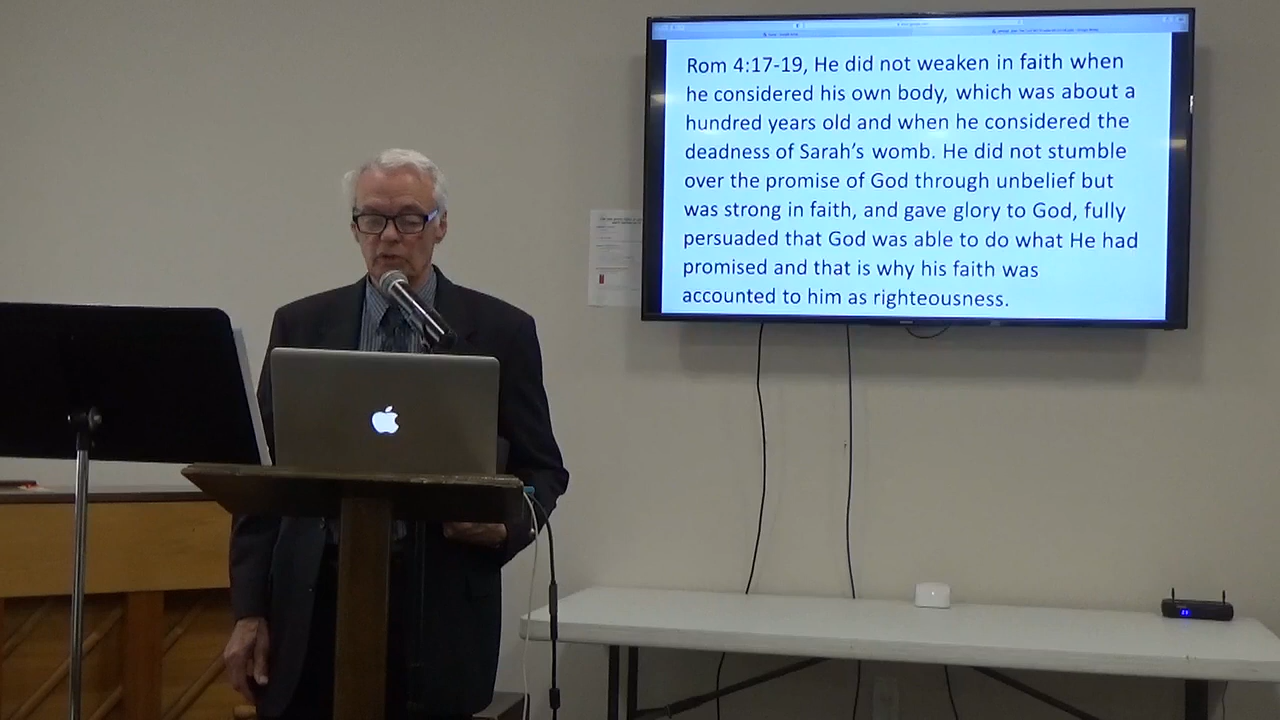 Rom 4:17-19, He did not weaken in faith when
he considered his own body, which was about a
hundred years old and when he considered the
deadness of Sarah's womb. He did not stumble
over the promise of God through unbelief but
was strong in faith, and gave glory to God, fully
persuaded that God was able to do what He had
promised and that is why his faith was
accounted to him as righteousness.